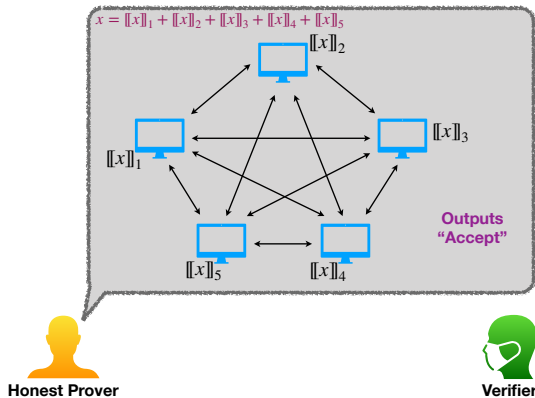 x = [[x]]₁ + [[x]]₂ + [[x]]₃ + [[x]]₄ + [[x]]₅
[[x]]₂
[[x]]₁
[[x]]₃
Outputs
“Accept”
[[x]]₅
[[x]]₄
Honest Prover
Verifier